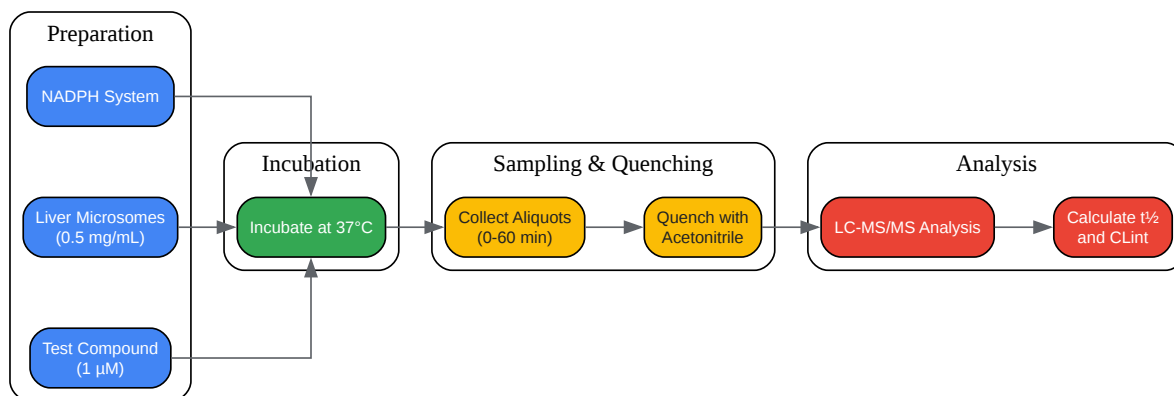 Preparation
NADPH System
Liver Microsomes
(0.5 mg/mL)
Test Compound
(1 µM)
Incubation
Incubate at 37°C
Sampling & Quenching
Collect Aliquots
(0-60 min)
Quench with
Acetonitrile
Analysis
LC-MS/MS Analysis
Calculate t½
and CLint